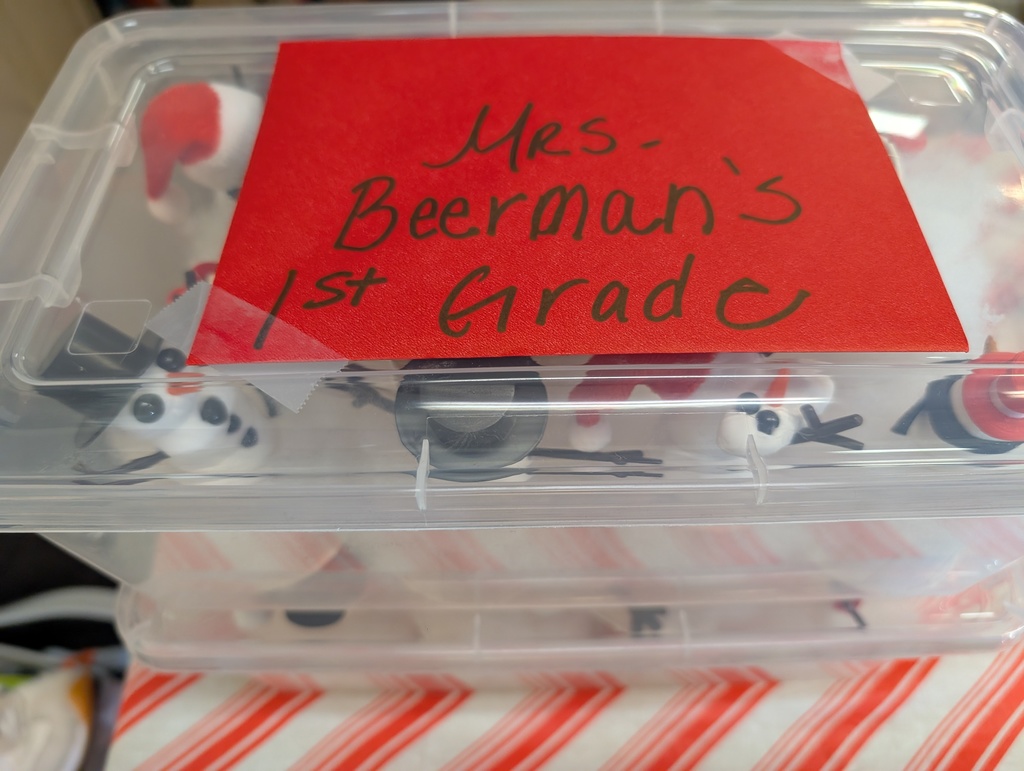 Mrs.
Beerman's
1st Grade